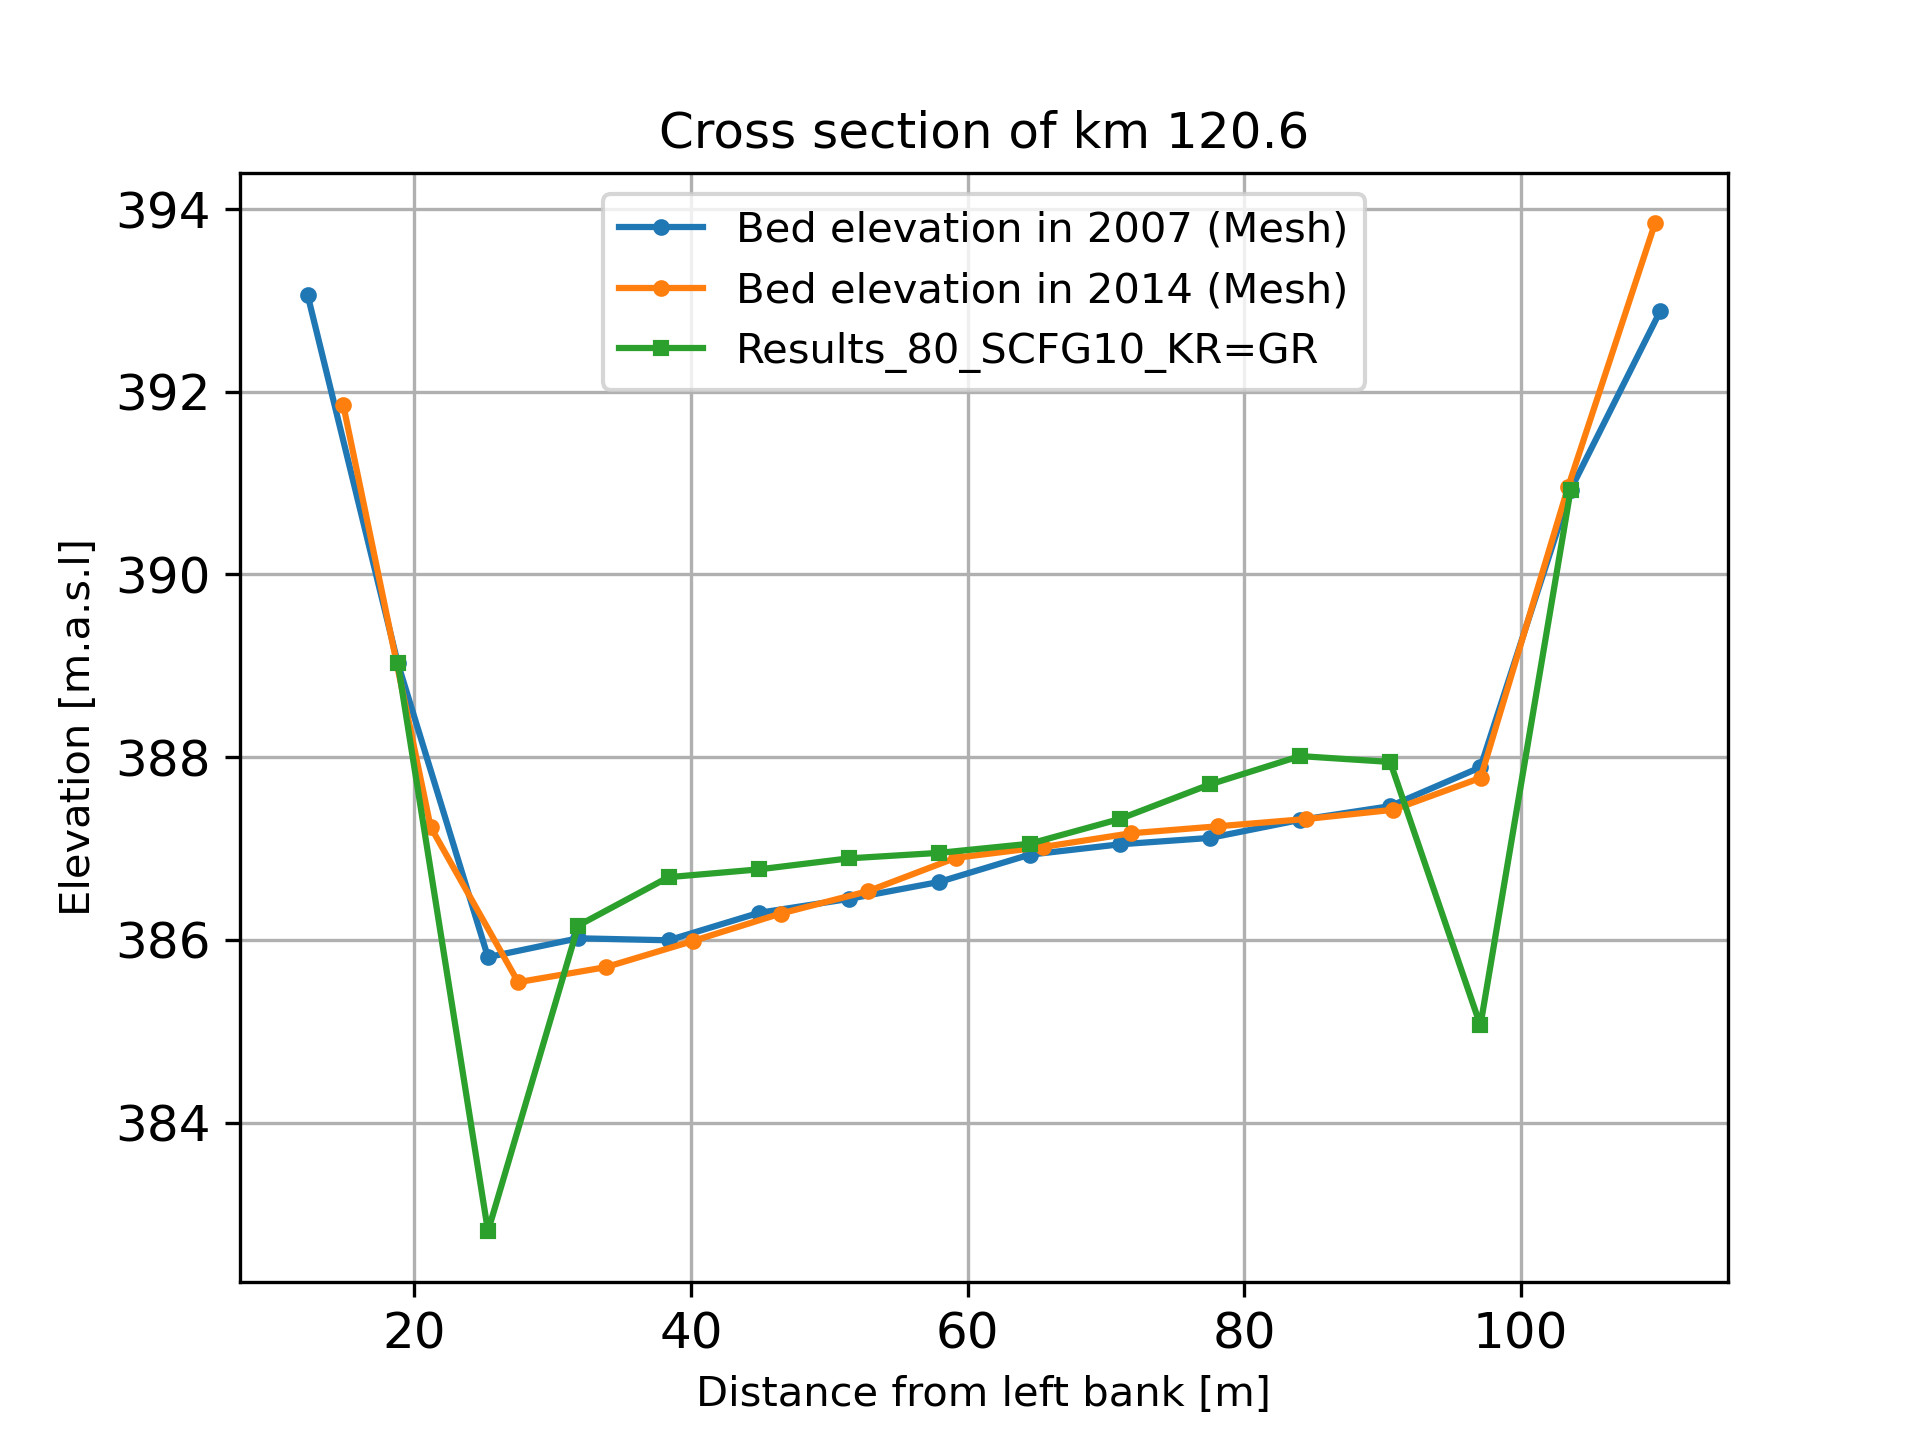 Cross section of km 120.6
Bed elevation in 2007 (Mesh)
Bed elevation in 2014 (Mesh)
Results_80_SCFG10_KR=GR
394
392
390
388
386
384
Elevation [m.a.s.l]
20 40 60 80 100
Distance from left bank [m]